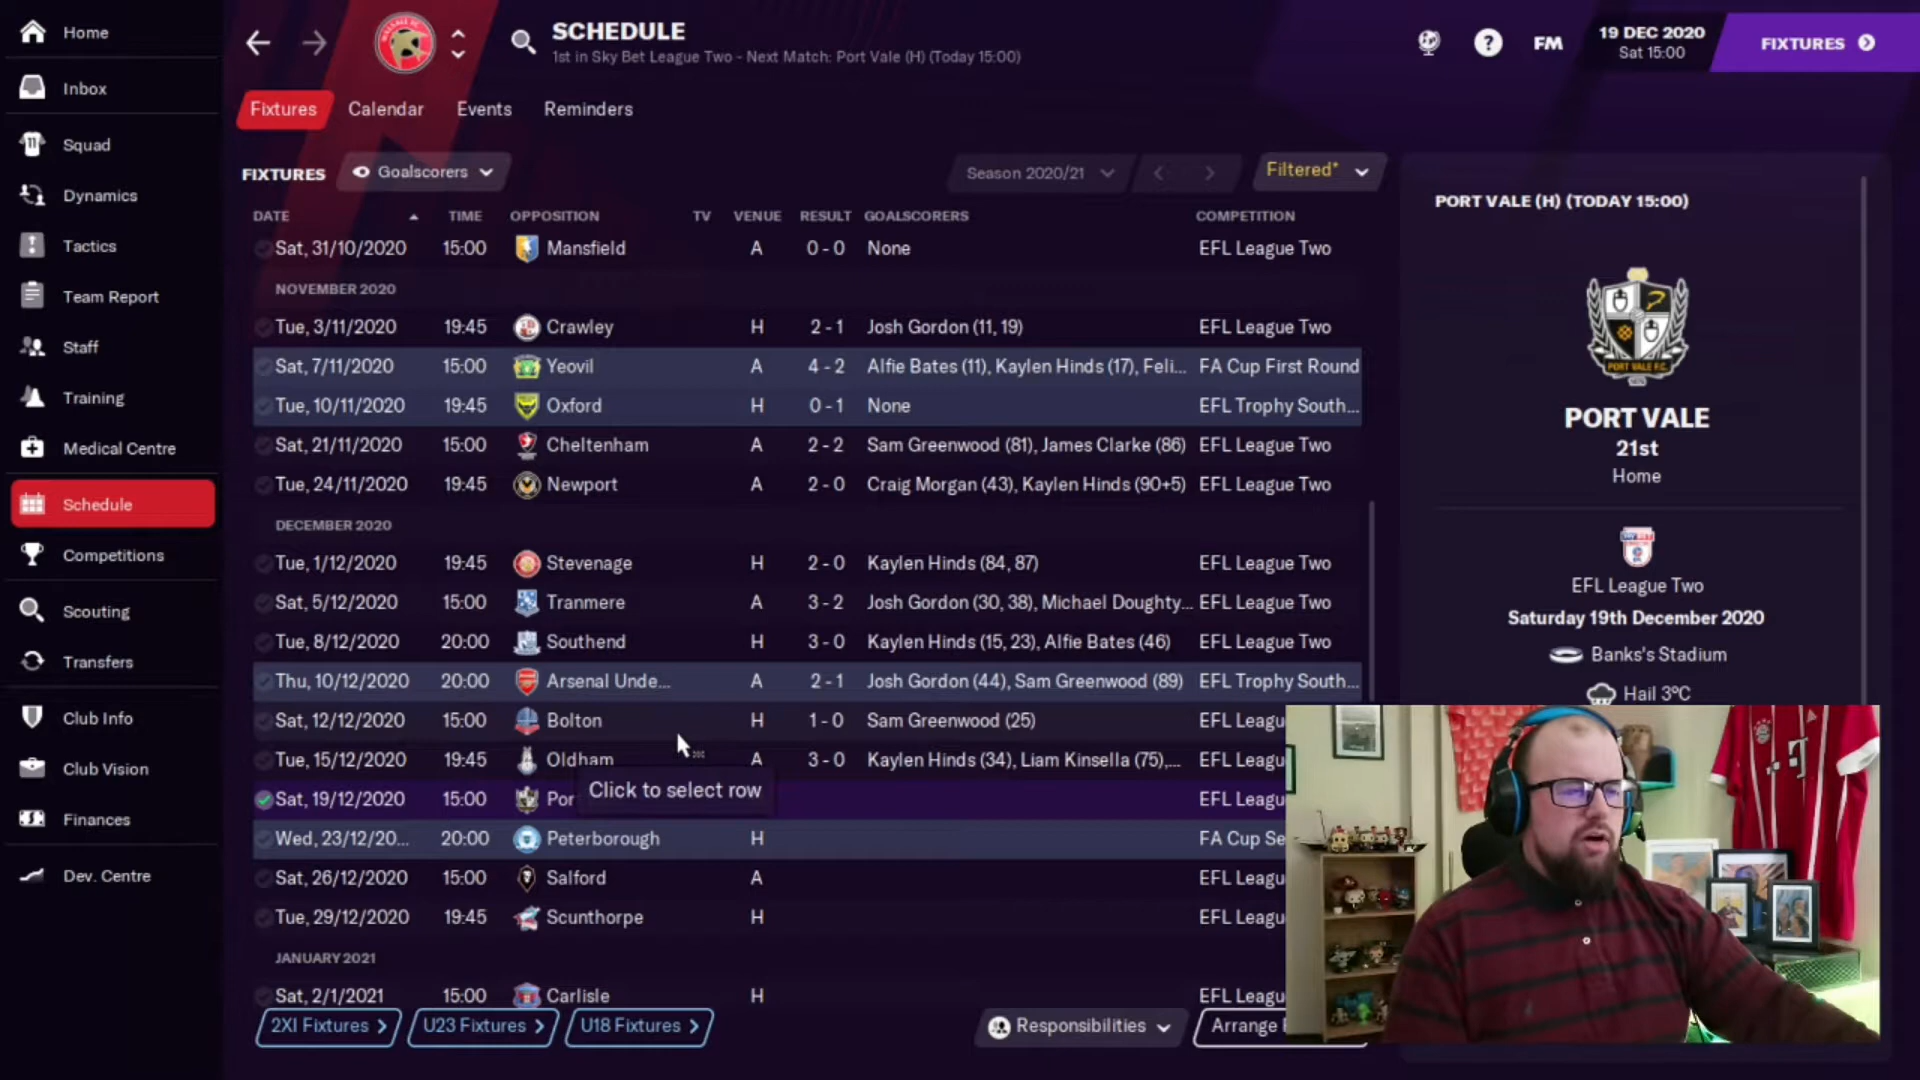 Home
Inbox
Squad
Dynamics
Tactics
Team Report
Staff
Training
Medical Centre
Schedule
Competitions
Scouting
Transfers
Club Info
Club Vision
Finances
Dev. Centre
SCHEDULE
1st in Sky Bet League Two - Next Match: Port Vale (H) (Today 15:00)
FM
19 DEC 2020
Sat 15:00
FIXTURES
Fixtures Calendar Events Reminders
FIXTURES Goalscorers Season 2020/21 Filtered*
DATE TIME OPPOSITION TV VENUE RESULT GOALSCORERS COMPETITION
Sat, 31/10/2020 15:00 Mansfield A 0 - 0 None EFL League Two
NOVEMBER 2020
Tue, 3/11/2020 19:45 Crawley H 2 - 1 Josh Gordon (11, 19) EFL League Two
Sat, 7/11/2020 15:00 Yeovil A 4 - 2 Alfie Bates (11), Kaylen Hinds (17), Feli... FA Cup First Round
Tue, 10/11/2020 19:45 Oxford H 0 - 1 None EFL Trophy South...
Sat, 21/11/2020 15:00 Cheltenham A 2 - 2 Sam Greenwood (81), James Clarke (86) EFL League Two
Tue, 24/11/2020 19:45 Newport A 2 - 0 Craig Morgan (43), Kaylen Hinds (90+5) EFL League Two
DECEMBER 2020
Tue, 1/12/2020 19:45 Stevenage H 2 - 0 Kaylen Hinds (84, 87) EFL League Two
Sat, 5/12/2020 15:00 Tranmere A 3 - 2 Josh Gordon (30, 38), Michael Doughty... EFL League Two
Tue, 8/12/2020 20:00 Southend H 3 - 0 Kaylen Hinds (15, 23), Alfie Bates (46) EFL League Two
Thu, 10/12/2020 20:00 Arsenal Unde... A 2 - 1 Josh Gordon (44), Sam Greenwood (89) EFL Trophy South...
Sat, 12/12/2020 15:00 Bolton H 1 - 0 Sam Greenwood (25) EFL Leagu
Tue, 15/12/2020 19:45 Oldham A 3 - 0 Kaylen Hinds (34), Liam Kinsella (75),... EFL Leagu
Click to select row
Sat, 19/12/2020 15:00 Por EFL Leagu
Wed, 23/12/20... 20:00 Peterborough H FA Cup Se
Sat, 26/12/2020 15:00 Salford A EFL Leagu
Tue, 29/12/2020 19:45 Scunthorpe H EFL Leagu
JANUARY 2021
Sat, 2/1/2021 15:00 Carlisle H EFL Leagu
2XI Fixtures U23 Fixtures U18 Fixtures Responsibilities Arrange
PORT VALE (H) (TODAY 15:00)
PORT VALE F.C.
PORT VALE
21st
Home
EFL League Two
Saturday 19th December 2020
Banks's Stadium
Hail 3ºC